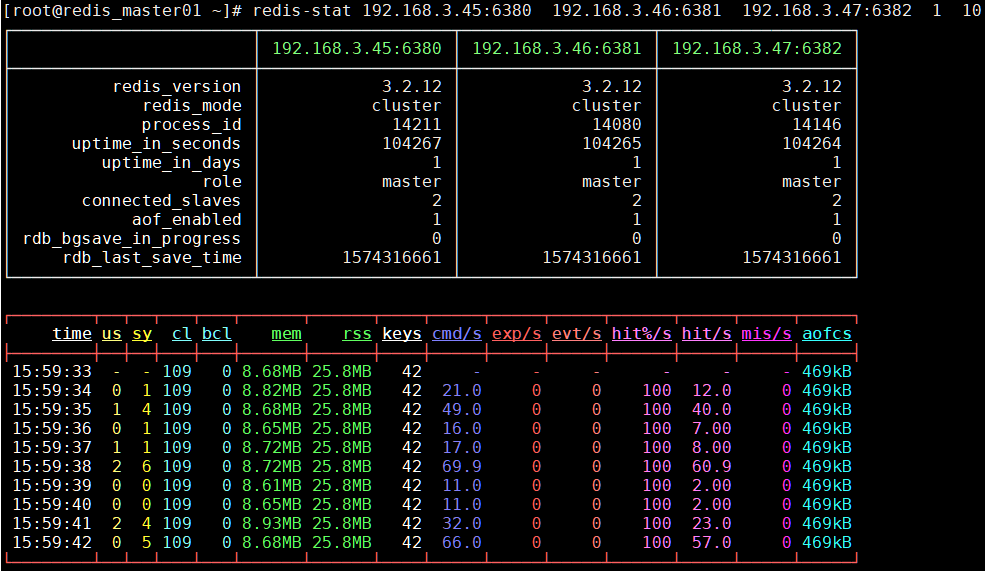 [root@redis_master01 ~]# redis-stat 192.168.3.45:6380  192.168.3.46:6381  192.168.3.47:6382  1  10
192.168.3.45:6380 192.168.3.46:6381 192.168.3.47:6382
redis_version 3.2.12 3.2.12 3.2.12
redis_mode cluster cluster cluster
process_id 14211 14080 14146
uptime_in_seconds 104267 104265 104264
uptime_in_days 1 1 1
role master master master
connected_slaves 2 2 2
aof_enabled 1 1 1
rdb_bgsave_in_progress 0 0 0
rdb_last_save_time 1574316661 1574316661 1574316661
time us sy cl bcl mem rss keys cmd/s exp/s evt/s hit%/s hit/s mis/s aofcs
15:59:33 - - 109 0 8.68MB 25.8MB 42 - - - - - - 469kB
15:59:34 0 1 109 0 8.82MB 25.8MB 42 21.0 0 0 100 12.0 0 469kB
15:59:35 1 4 109 0 8.68MB 25.8MB 42 49.0 0 0 100 40.0 0 469kB
15:59:36 0 1 109 0 8.65MB 25.8MB 42 16.0 0 0 100 7.00 0 469kB
15:59:37 1 1 109 0 8.72MB 25.8MB 42 17.0 0 0 100 8.00 0 469kB
15:59:38 2 6 109 0 8.72MB 25.8MB 42 69.9 0 0 100 60.9 0 469kB
15:59:39 0 0 109 0 8.61MB 25.8MB 42 11.0 0 0 100 2.00 0 469kB
15:59:40 0 0 109 0 8.65MB 25.8MB 42 11.0 0 0 100 2.00 0 469kB
15:59:41 2 4 109 0 8.93MB 25.8MB 42 32.0 0 0 100 23.0 0 469kB
15:59:42 0 5 109 0 8.68MB 25.8MB 42 66.0 0 0 100 57.0 0 469kB